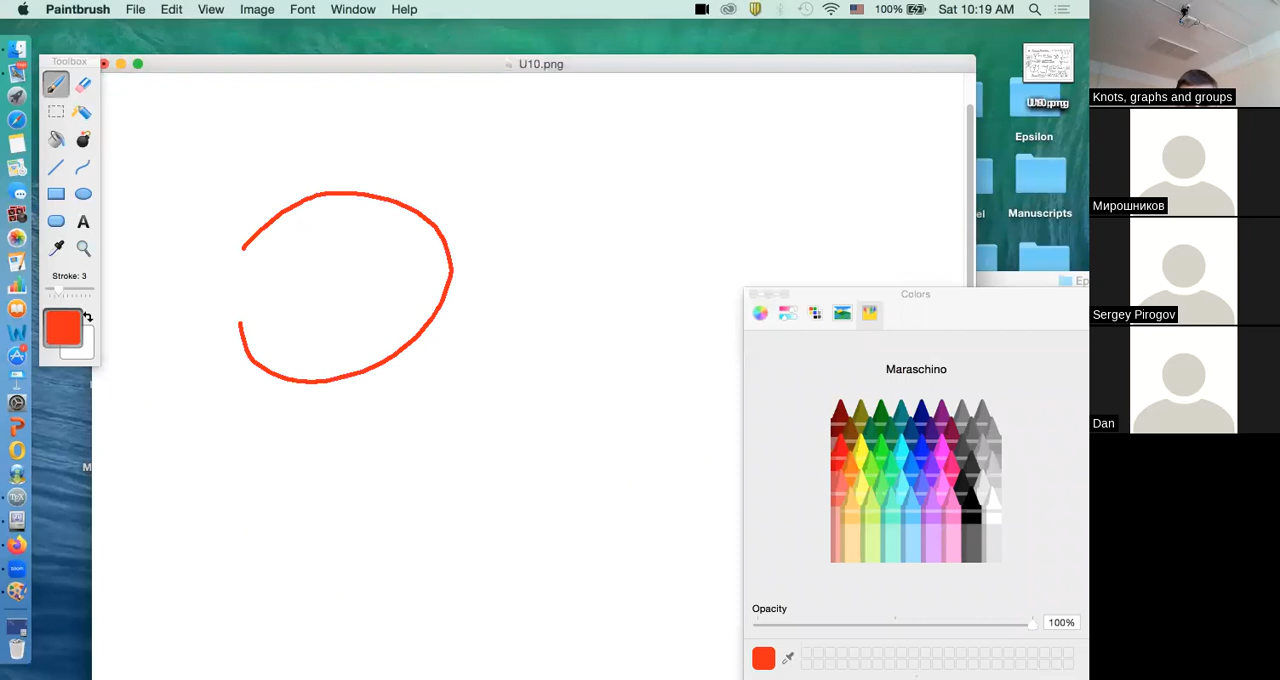 Paintbrush File Edit View Image Font Window Help 100% Sat 10:19 AM
Toolbox
U10.png
Stroke: 3
Epsilon
Manuscripts
Colors
Maraschino
Opacity
100%
Knots, graphs and groups
Мирошников
Sergey Pirogov
Dan